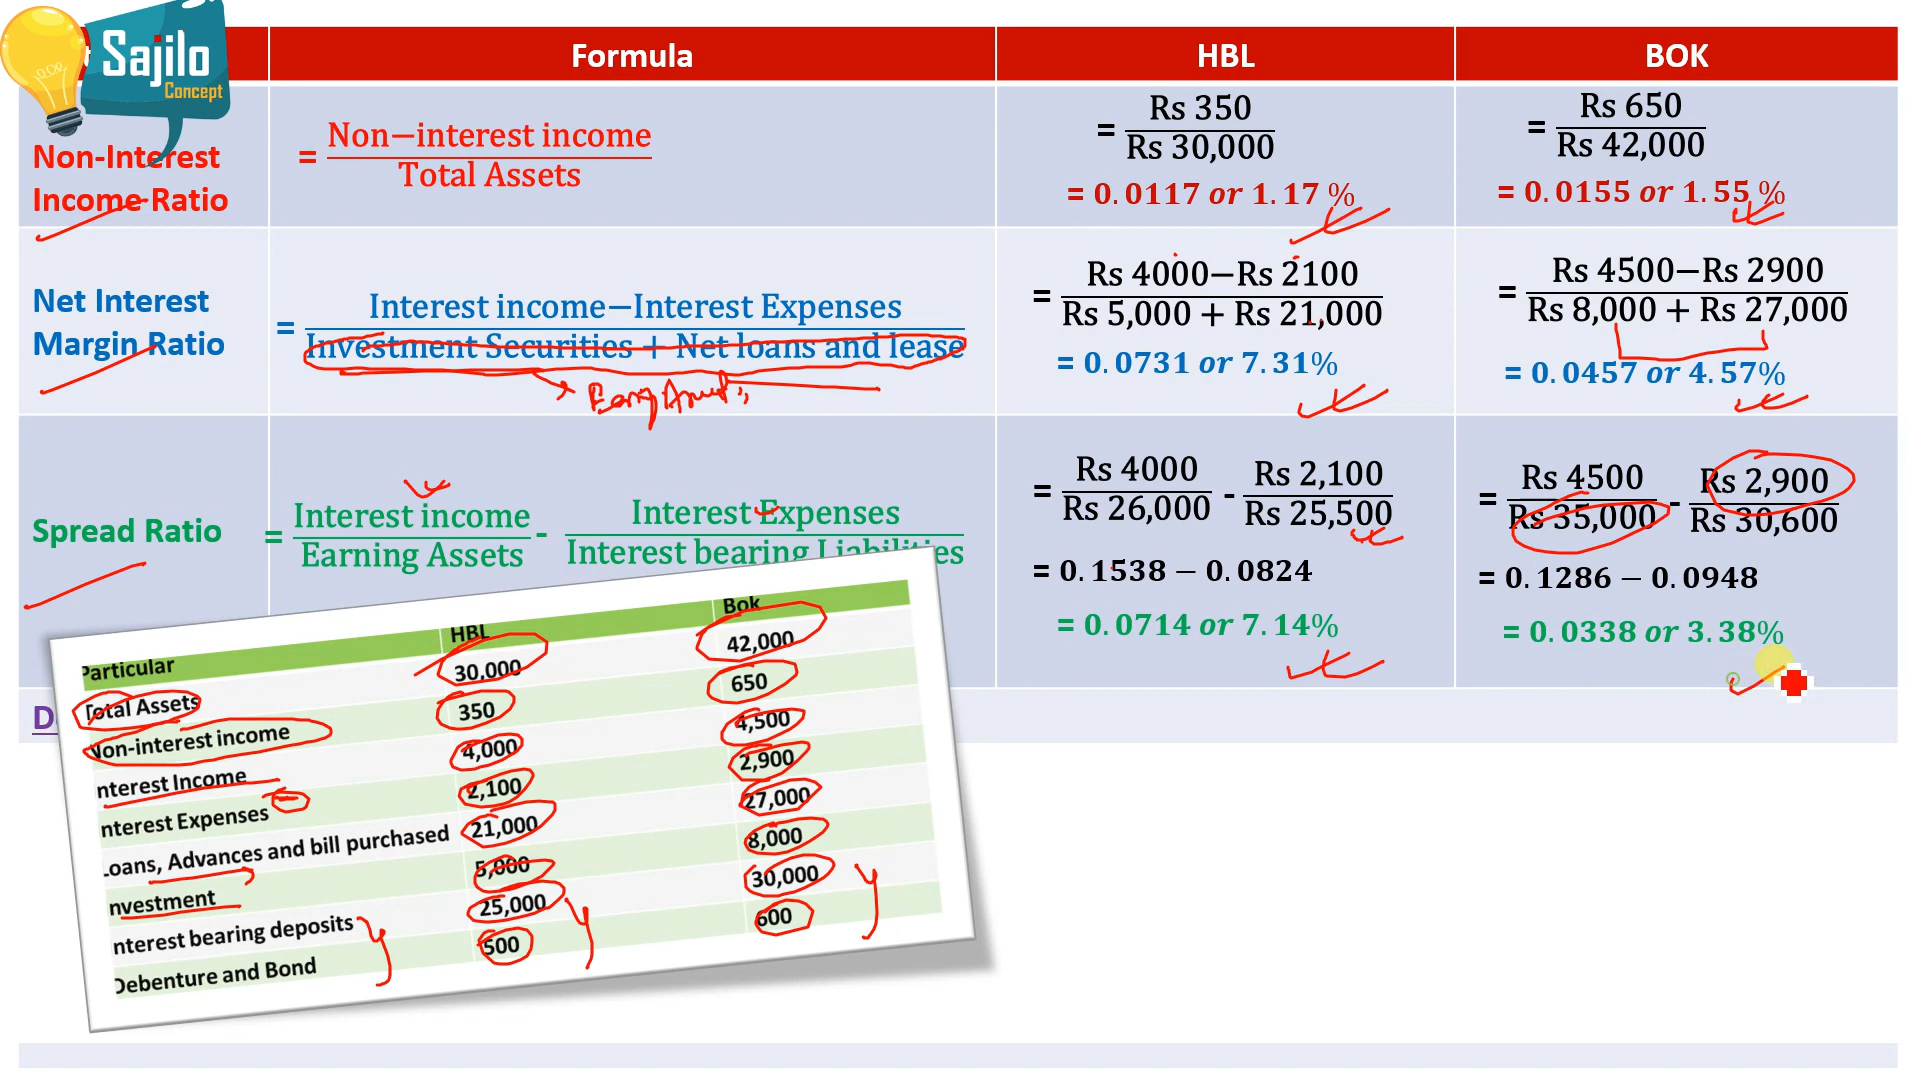 Sajilo
Concept
Formula
HBL
BOK
Non-Interest
Income Ratio
= Non−interest income
Total Assets
= Rs 350
Rs 30,000
= 0.0117 or 1.17 %
= Rs 650
Rs 42,000
= 0.0155 or 1.55 %
Net Interest
Margin Ratio
= Interest income−Interest Expenses
Investment Securities + Net loans and lease
= Rs 4000−Rs 2100
Rs 5,000 + Rs 21,000
= 0.0731 or 7.31%
= Rs 4500−Rs 2900
Rs 8,000 + Rs 27,000
= 0.0457 or 4.57%
Spread Ratio
= Interest income - Interest Expenses
Earning Assets Interest bearing Liabilities
= Rs 4000 - Rs 2,100
Rs 26,000 Rs 25,500
= 0.1538 − 0.0824
= 0.0714 or 7.14%
= Rs 4500 - Rs 2,900
Rs 35,000 Rs 30,600
= 0.1286 − 0.0948
= 0.0338 or 3.38%
D
Particular HBL Bok
Total Assets 30,000 42,000
Non-interest income 350 650
nterest Income 4,000 4,500
nterest Expenses 2,100 2,900
Loans, Advances and bill purchased 21,000 27,000
nvestment 5,000 8,000
nterest bearing deposits 25,000 30,000
Debenture and Bond 500 600